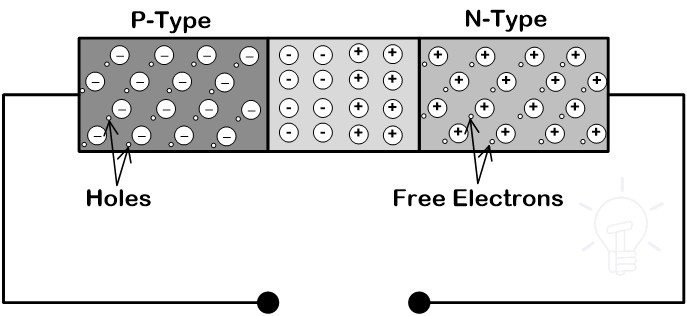 P-Type
N-Type
− − − −
- - + +
+ + + +
− − − −
- - + +
+ + + +
− − − −
- - + +
+ + + +
− − − −
- - + +
+ + + +
Holes
Free Electrons